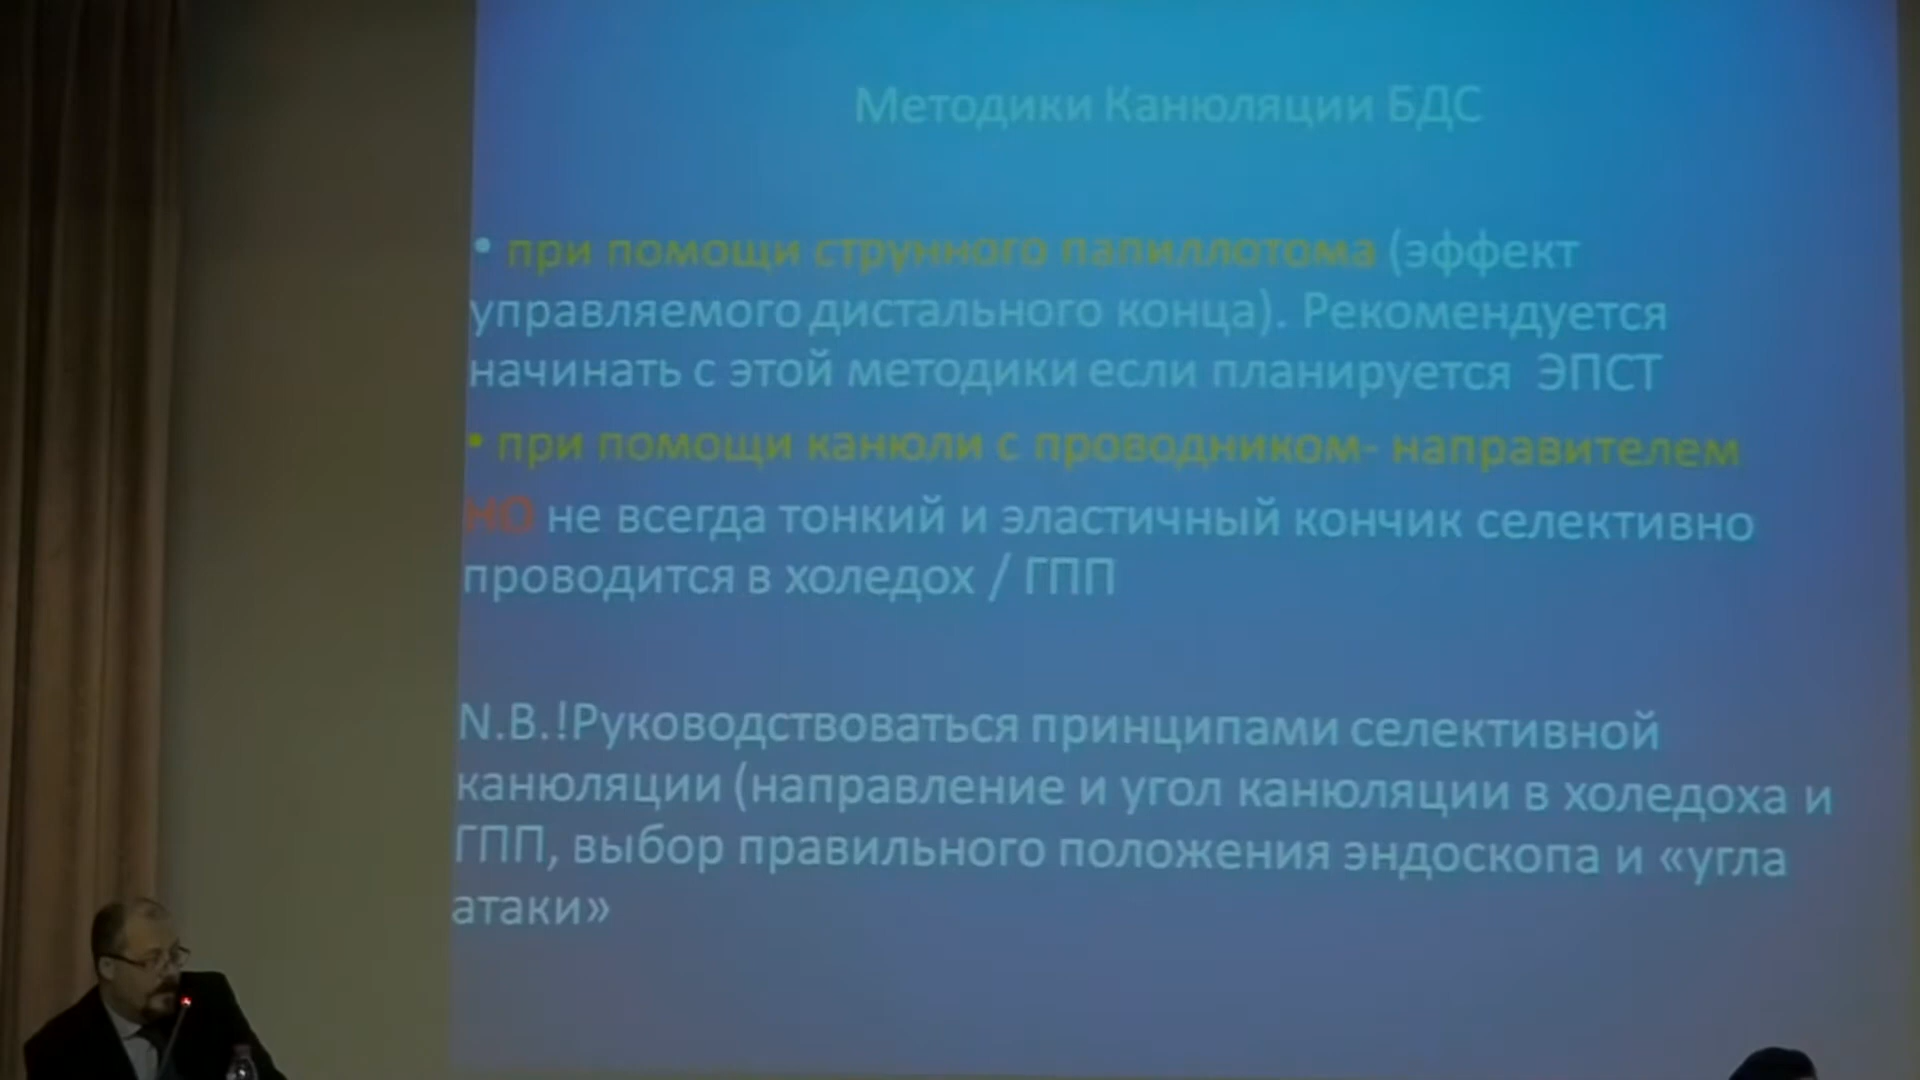 Методики Канюляции БДС
• при помощи струнного папиллотома (эффект
управляемого дистального конца). Рекомендуется
начинать с этой методики если планируется ЭПСТ
• при помощи канюли с проводником- направителем
НО не всегда тонкий и эластичный кончик селективно
проводится в холедох / ГПП
N.B.!Руководствоваться принципами селективной
канюляции (направление и угол канюляции в холедоха и
ГПП, выбор правильного положения эндоскопа и «угла
атаки»